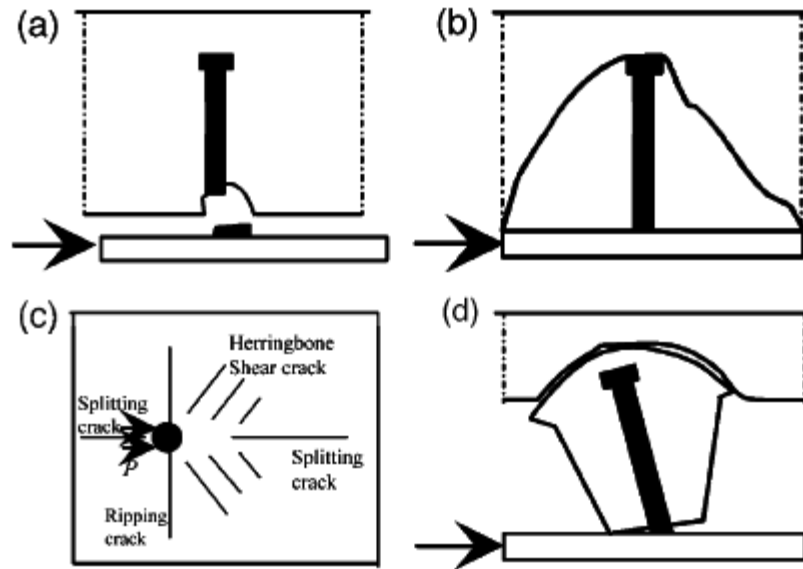 (a)
(b)
(c)
Herringbone
Shear crack
Splitting
crack
P
Splitting
crack
Ripping
crack
(d)